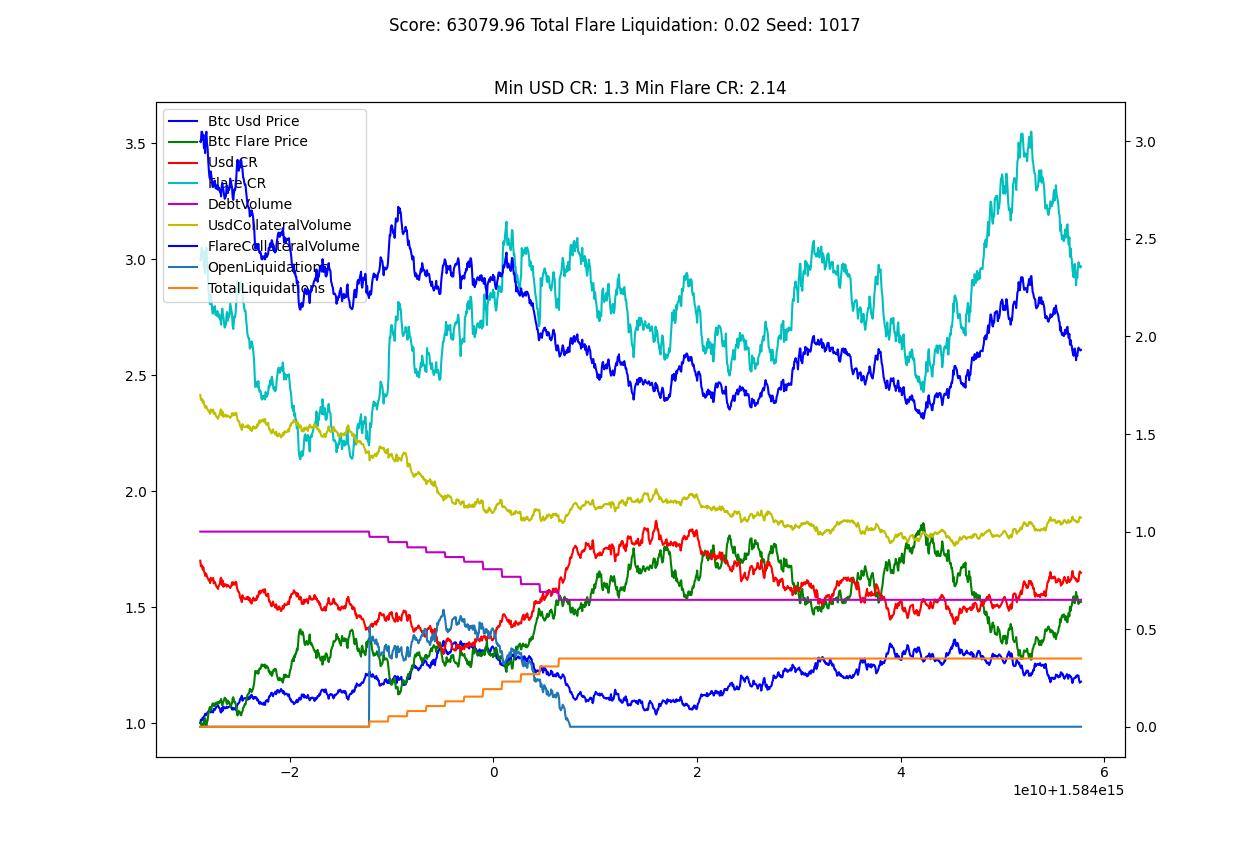 Score: 63079.96 Total Flare Liquidation: 0.02 Seed: 1017
Min USD CR: 1.3 Min Flare CR: 2.14
Btc Usd Price
Btc Flare Price
Usd CR
Flare CR
DebtVolume
UsdCollateralVolume
FlareCollateralVolume
OpenLiquidations
TotalLiquidations
3.5
3.0
2.5
2.0
1.5
1.0
3.0
2.5
2.0
1.5
1.0
0.5
0.0
−2
0
2
4
6
1e10+1.584e15